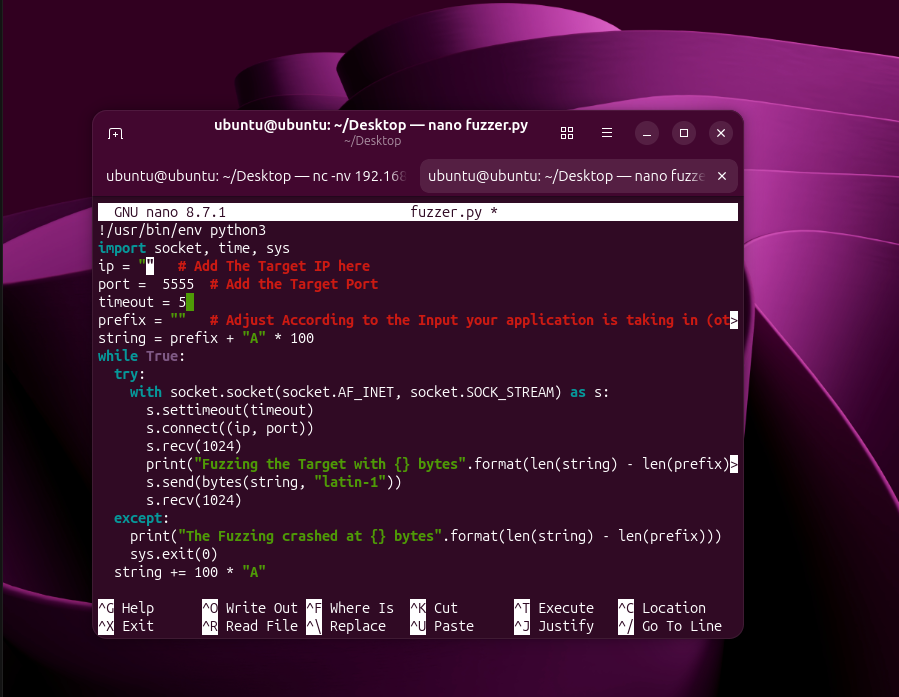 ubuntu@ubuntu: ~/Desktop — nano fuzzer.py
~/Desktop
ubuntu@ubuntu: ~/Desktop — nc -nv 192.168
ubuntu@ubuntu: ~/Desktop — nano fuzze
GNU nano 8.7.1 fuzzer.py *
!/usr/bin/env python3
import socket, time, sys
ip = "" # Add The Target IP here
port =  5555  # Add the Target Port
timeout = 5
prefix = "" # Adjust According to the Input your application is taking in (ot>
string = prefix + "A" * 100
while True:
  try:
    with socket.socket(socket.AF_INET, socket.SOCK_STREAM) as s:
      s.settimeout(timeout)
      s.connect((ip, port))
      s.recv(1024)
      print("Fuzzing the Target with {} bytes".format(len(string) - len(prefix)>
      s.send(bytes(string, "latin-1"))
      s.recv(1024)
  except:
    print("The Fuzzing crashed at {} bytes".format(len(string) - len(prefix)))
    sys.exit(0)
  string += 100 * "A"
^G Help ^O Write Out ^F Where Is ^K Cut ^T Execute ^C Location
^X Exit ^R Read File ^\ Replace ^U Paste ^J Justify ^/ Go To Line